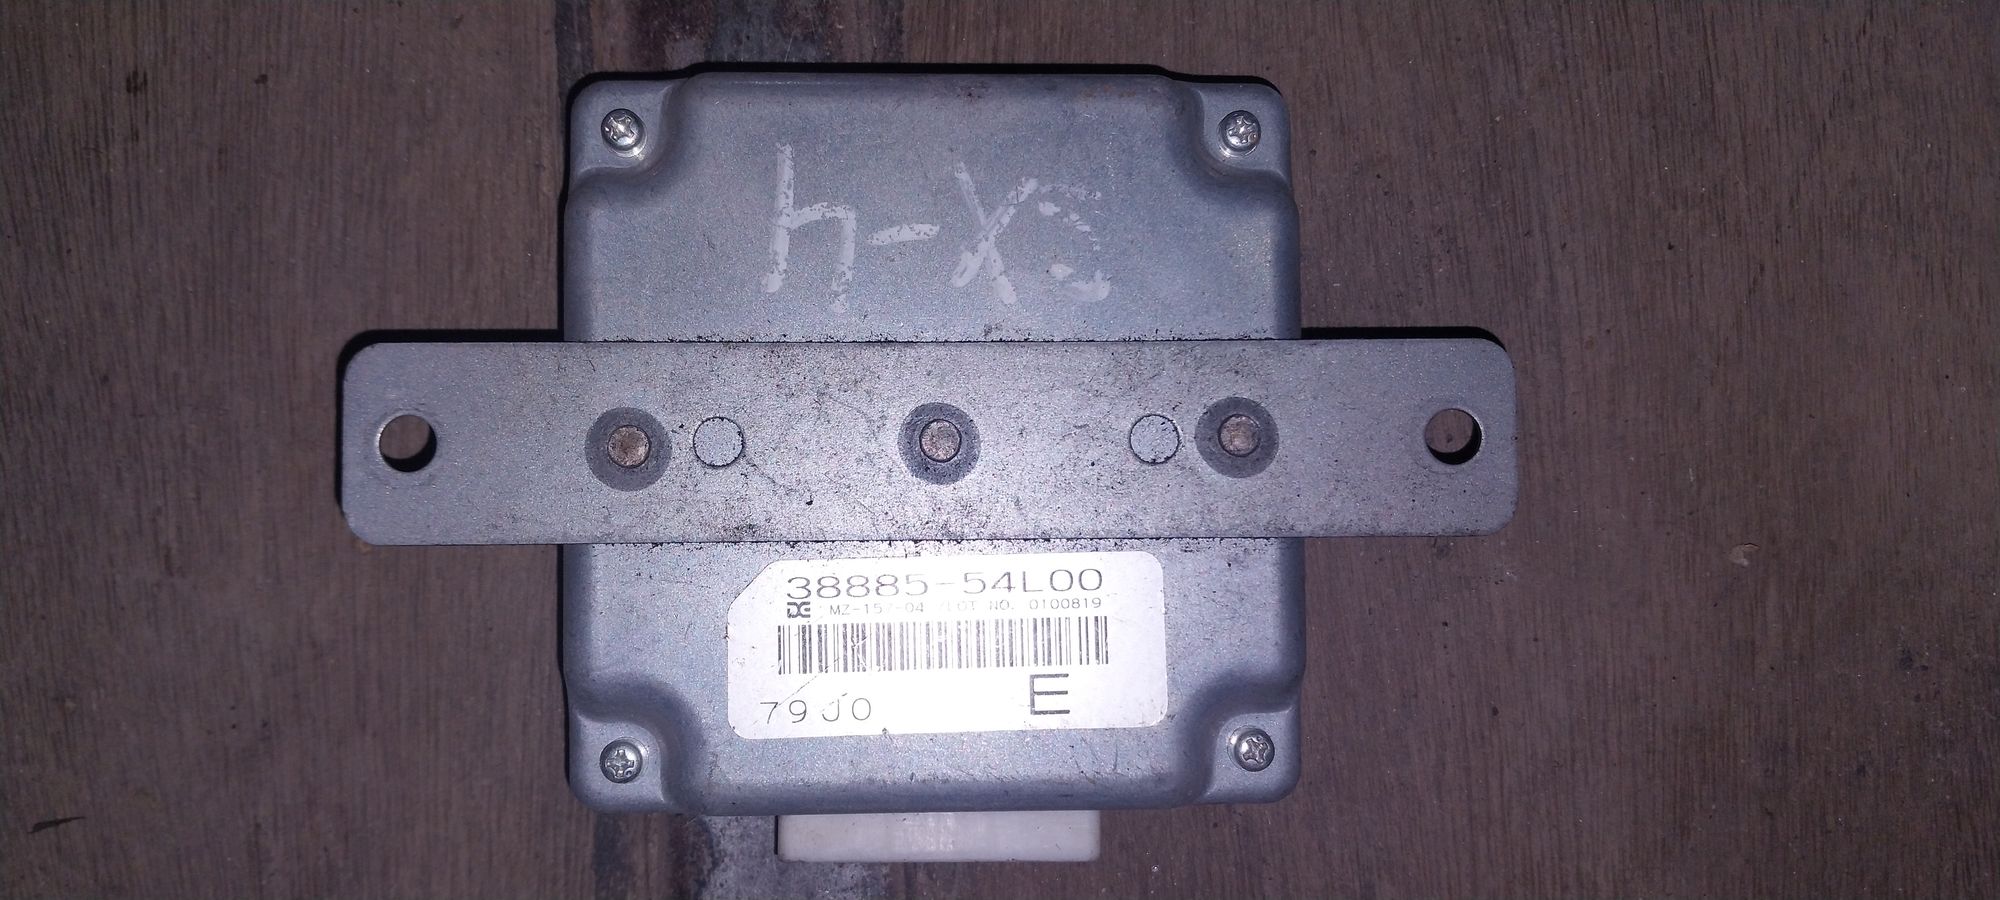 38885-54L00
MZ-157-04 /LOT NO. 0100819
79J0 E